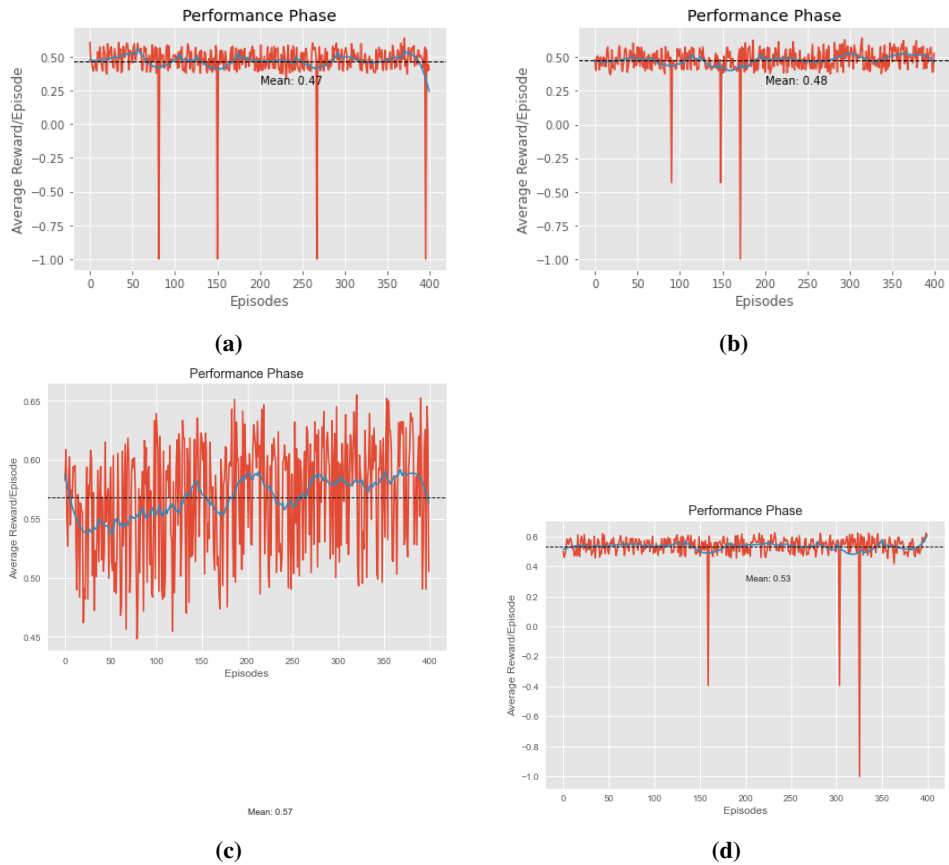 Performance Phase
Average Reward/Episode
0.50
0.25
0.00
−0.25
−0.50
−0.75
−1.00
Mean: 0.47
0 50 100 150 200 250 300 350 400
Episodes
(a)
Performance Phase
Average Reward/Episode
0.50
0.25
0.00
−0.25
−0.50
−0.75
−1.00
Mean: 0.48
0 50 100 150 200 250 300 350 400
Episodes
(b)
Performance Phase
Average Reward/Episode
0.65
0.60
0.55
0.50
0.45
0 50 100 150 200 250 300 350 400
Episodes
Mean: 0.57
(c)
Performance Phase
Average Reward/Episode
0.6
0.4
0.2
0.0
−0.2
−0.4
−0.6
−0.8
−1.0
Mean: 0.53
0 50 100 150 200 250 300 350 400
Episodes
(d)